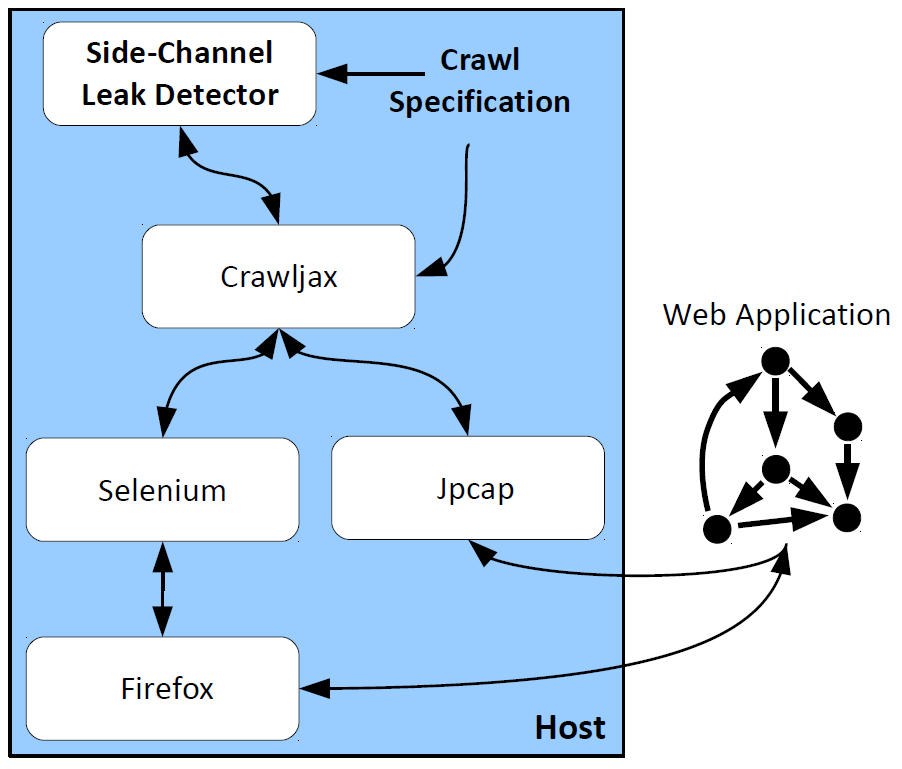 Side-Channel
Leak Detector
Crawl
Specification
Crawljax
Web Application
Selenium
Jpcap
Firefox
Host